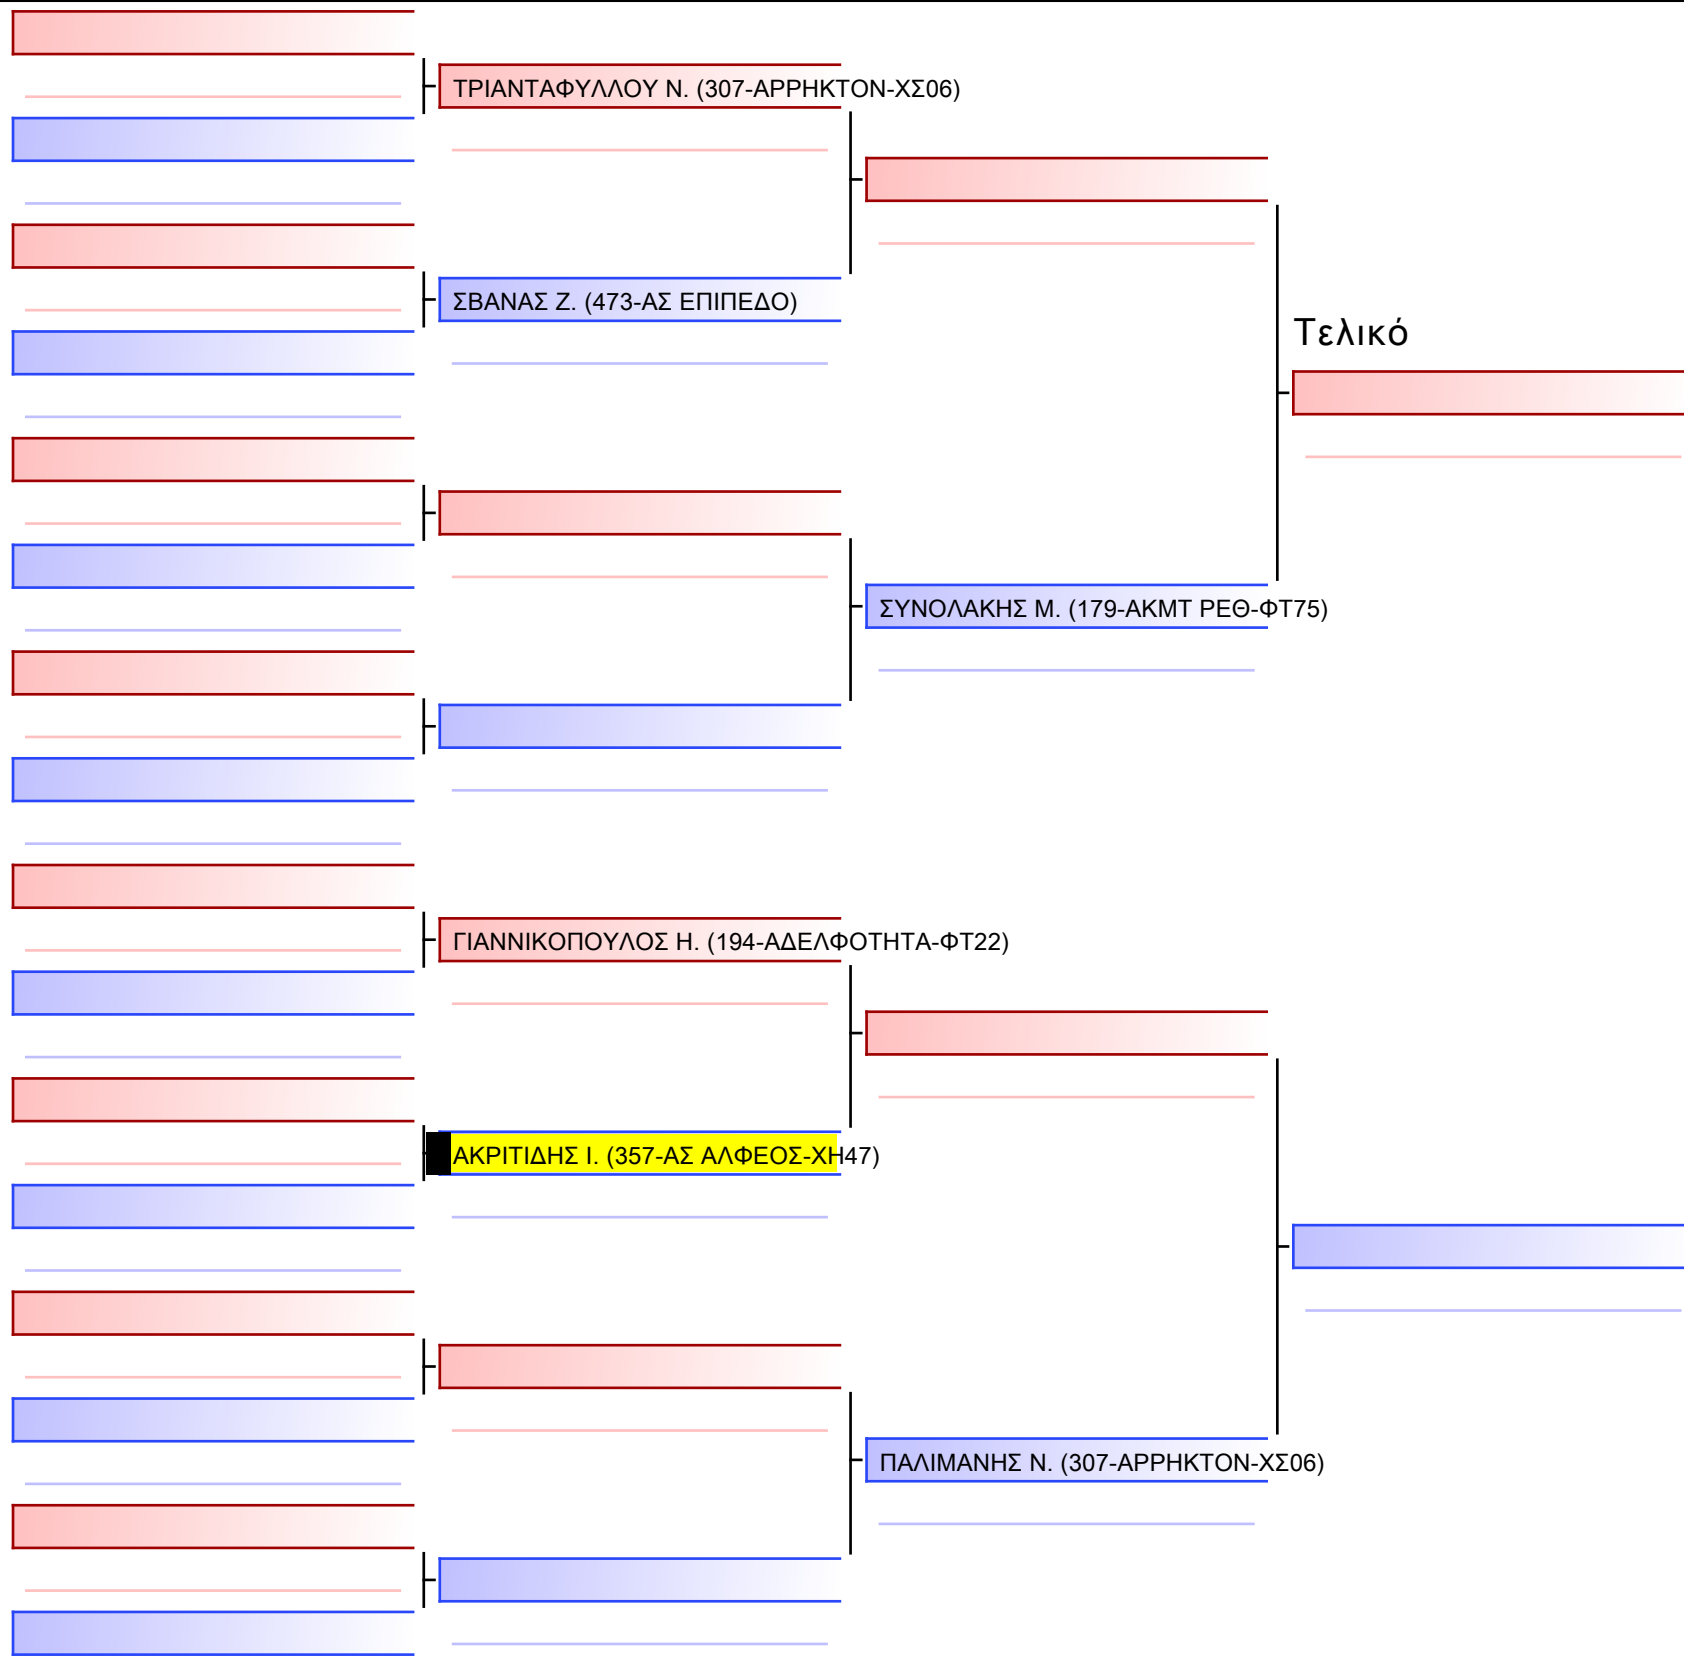 ΤΡΙΑΝΤΑΦΥΛΛΟΥ Ν. (307-ΑΡΡΗΚΤΟΝ-ΧΣ06)
ΣΒΑΝΑΣ Ζ. (473-ΑΣ ΕΠΙΠΕΔΟ)
Τελικό
ΣΥΝΟΛΑΚΗΣ Μ. (179-ΑΚΜΤ ΡΕΘ-ΦΤ75)
ΓΙΑΝΝΙΚΟΠΟΥΛΟΣ Η. (194-ΑΔΕΛΦΟΤΗΤΑ-ΦΤ22)
ΑΚΡΙΤΙΔΗΣ Ι. (357-ΑΣ ΑΛΦΕΟΣ-ΧΗ47)
ΠΑΛΙΜΑΝΗΣ Ν. (307-ΑΡΡΗΚΤΟΝ-ΧΣ06)